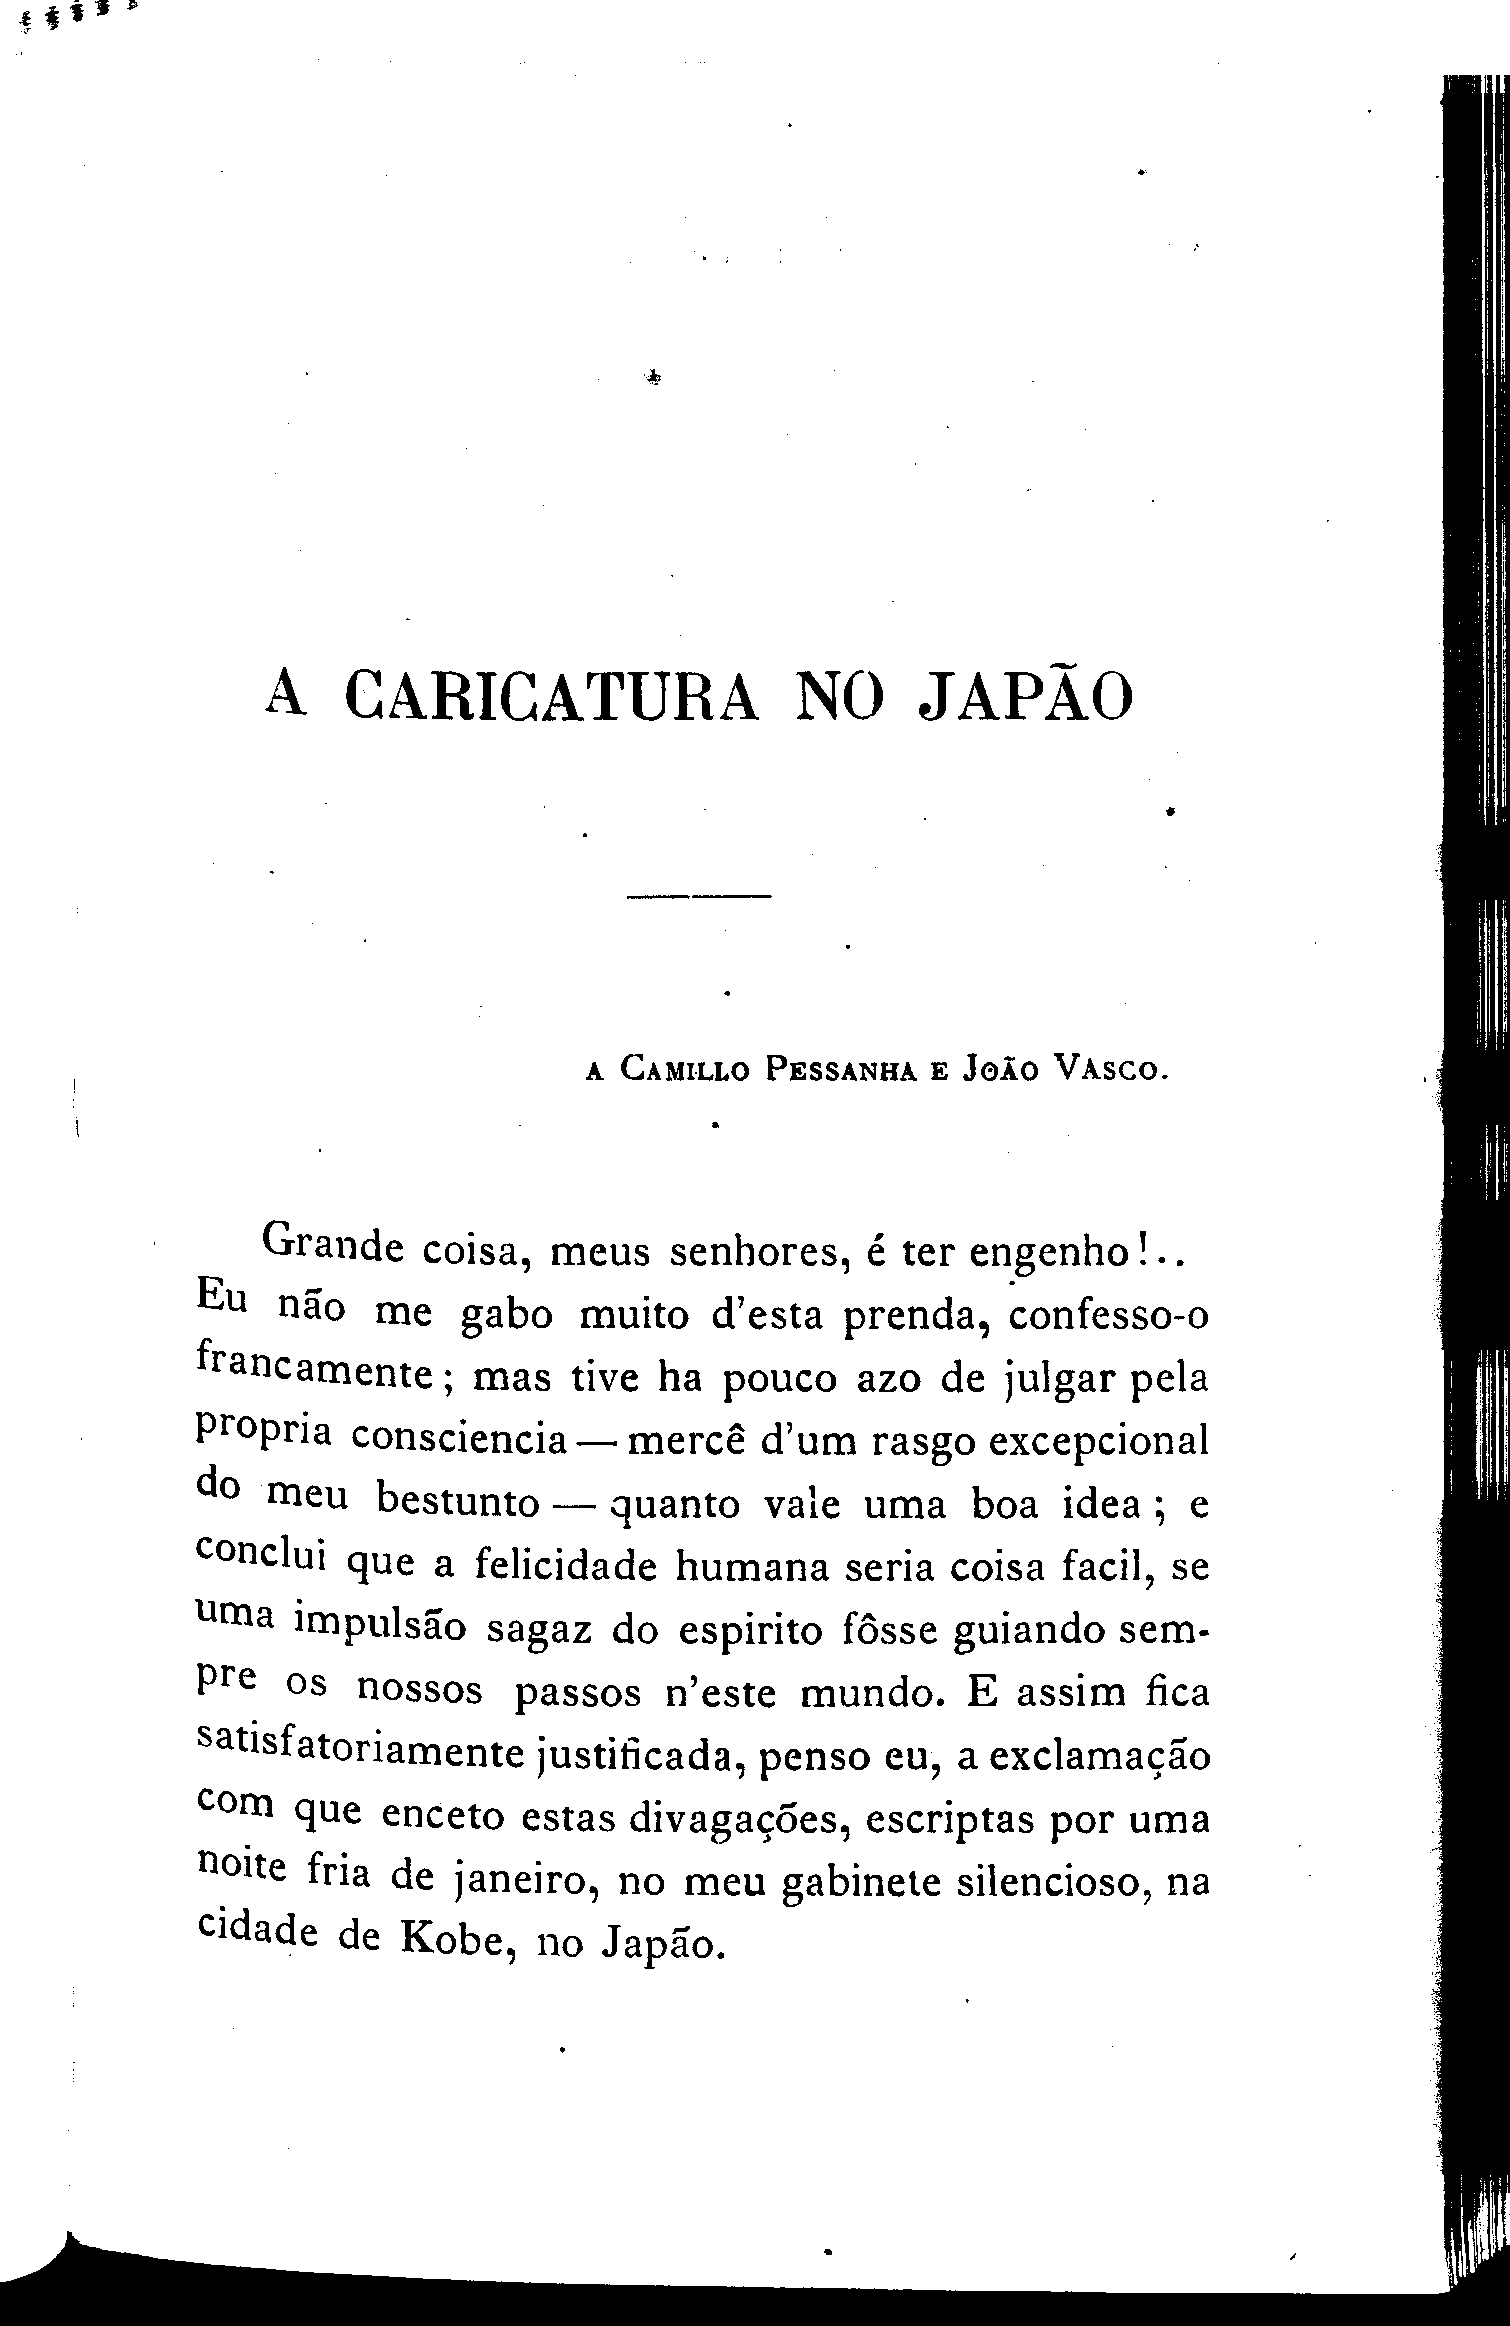 A CARICATURA NO JAPÃO
A CAMILLO PESSANHA E JOÃO VASCO.
Grande coisa, meus senhores, é ter engenho!..
Eu não me gabo muito d'esta prenda, confesso-o
francamente; mas tive ha pouco azo de julgar pela
propria consciencia — mercê d'um rasgo excepcional
do meu bestunto — quanto vale uma boa idea; e
conclui que a felicidade humana seria coisa facil, se
uma impulsão sagaz do espirito fôsse guiando sem-
pre os nossos passos n'este mundo. E assim fica
satisfatoriamente justificada, penso eu, a exclamação
com que enceto estas divagações, escriptas por uma
noite fria de janeiro, no meu gabinete silencioso, na
cidade de Kobe, no Japão.